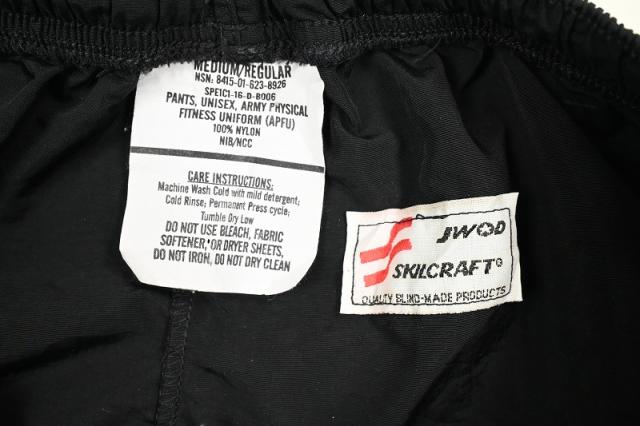 MEDIUM/REGULAR
NSN: 8415-01-623-8926
SPE1C1-16-D-B006
PANTS, UNISEX, ARMY PHYSICAL
FITNESS UNIFORM (APFU)
100% NYLON
NIB/NCC
CARE INSTRUCTIONS:
Machine Wash Cold with mild detergent;
Cold Rinse; Permanent Press cycle;
Tumble Dry Low
DO NOT USE BLEACH, FABRIC
SOFTENER, OR DRYER SHEETS,
DO NOT IRON, DO NOT DRY CLEAN
JWOD
SKILCRAFT®
QUALITY BLIND-MADE PRODUCTS